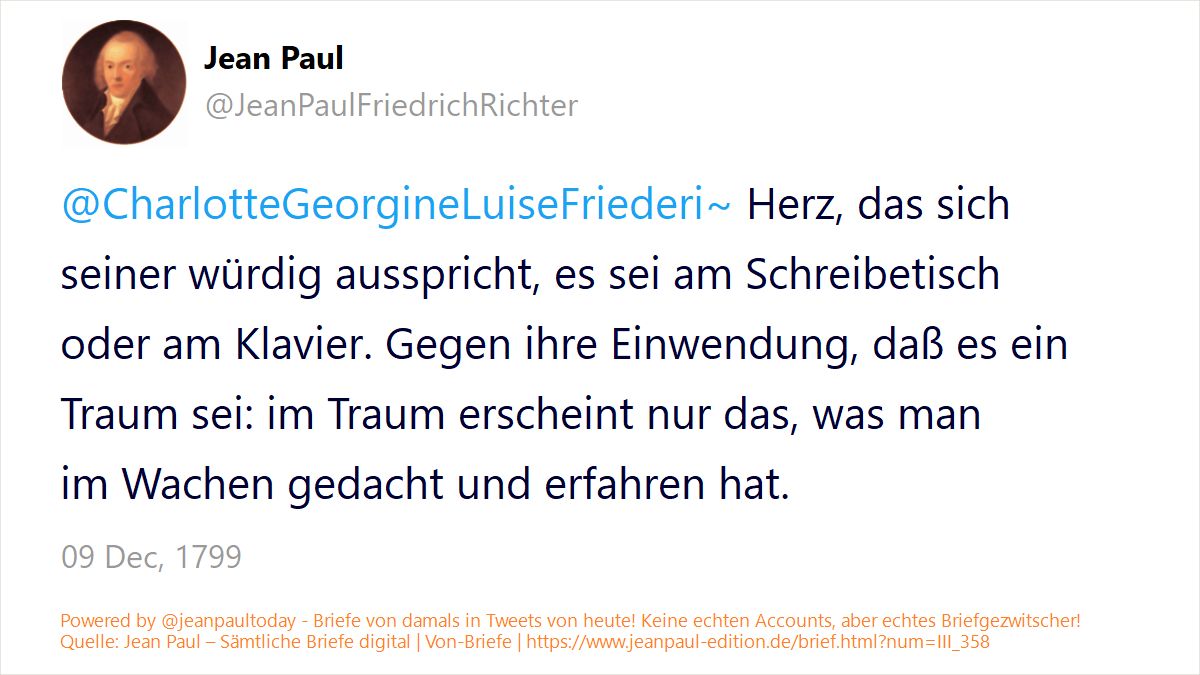 Jean Paul
@JeanPaulFriedrichRichter
@CharlotteGeorgineLuiseFriederi~ Herz, das sich
seiner würdig ausspricht, es sei am Schreibetisch
oder am Klavier. Gegen ihre Einwendung, daß es ein
Traum sei: im Traum erscheint nur das, was man
im Wachen gedacht und erfahren hat.
09 Dec, 1799
Powered by @jeanpaultoday - Briefe von damals in Tweets von heute! Keine echten Accounts, aber echtes Briefgezwitscher!
Quelle: Jean Paul – Sämtliche Briefe digital | Von-Briefe | https://www.jeanpaul-edition.de/brief.html?num=III_358